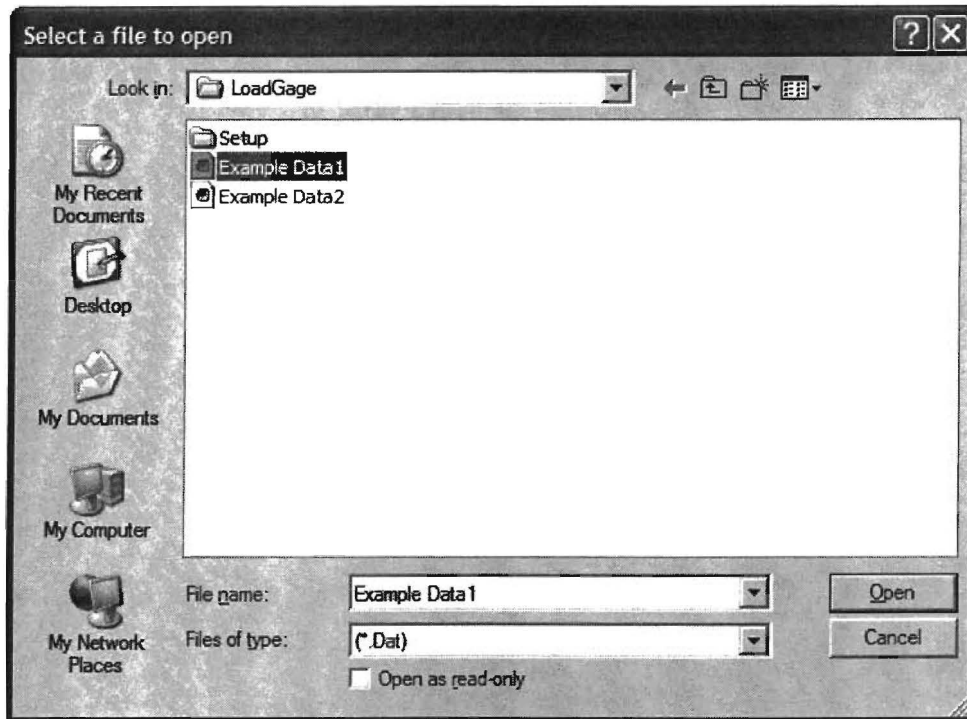 Select a file to open
Look in: LoadGage
Setup
Example Data1
Example Data2
My Recent
Documents
Desktop
My Documents
My Computer
My Network
Places
File name: Example Data1 Open
Files of type: (*.Dat) Cancel
Open as read-only